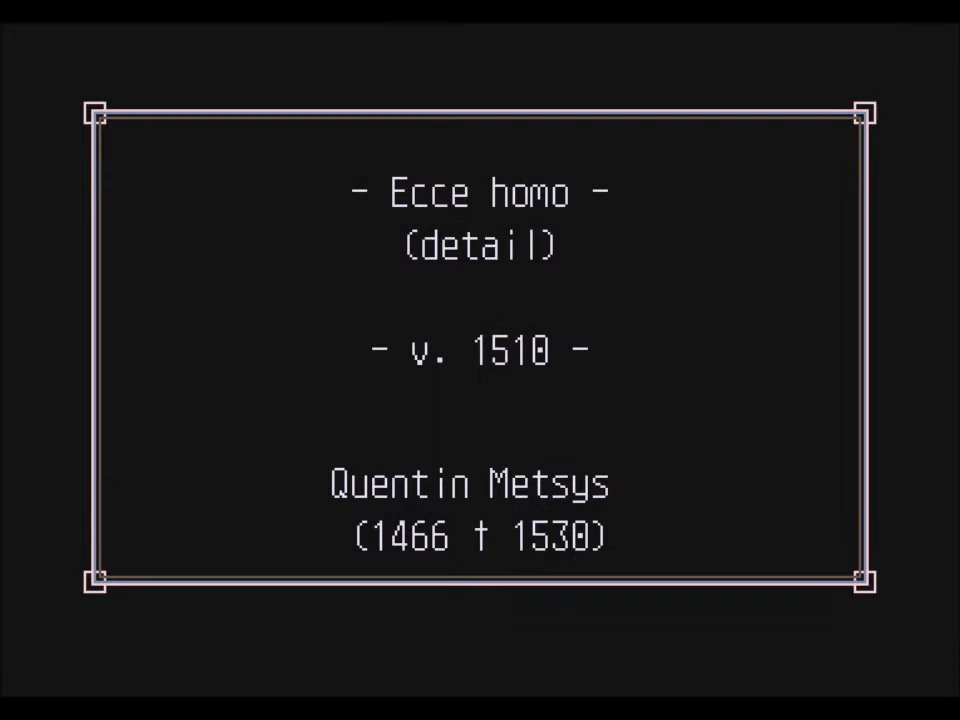 - Ecce homo -
(detail)
- v. 1510 -
Quentin Metsys
(1466 † 1530)